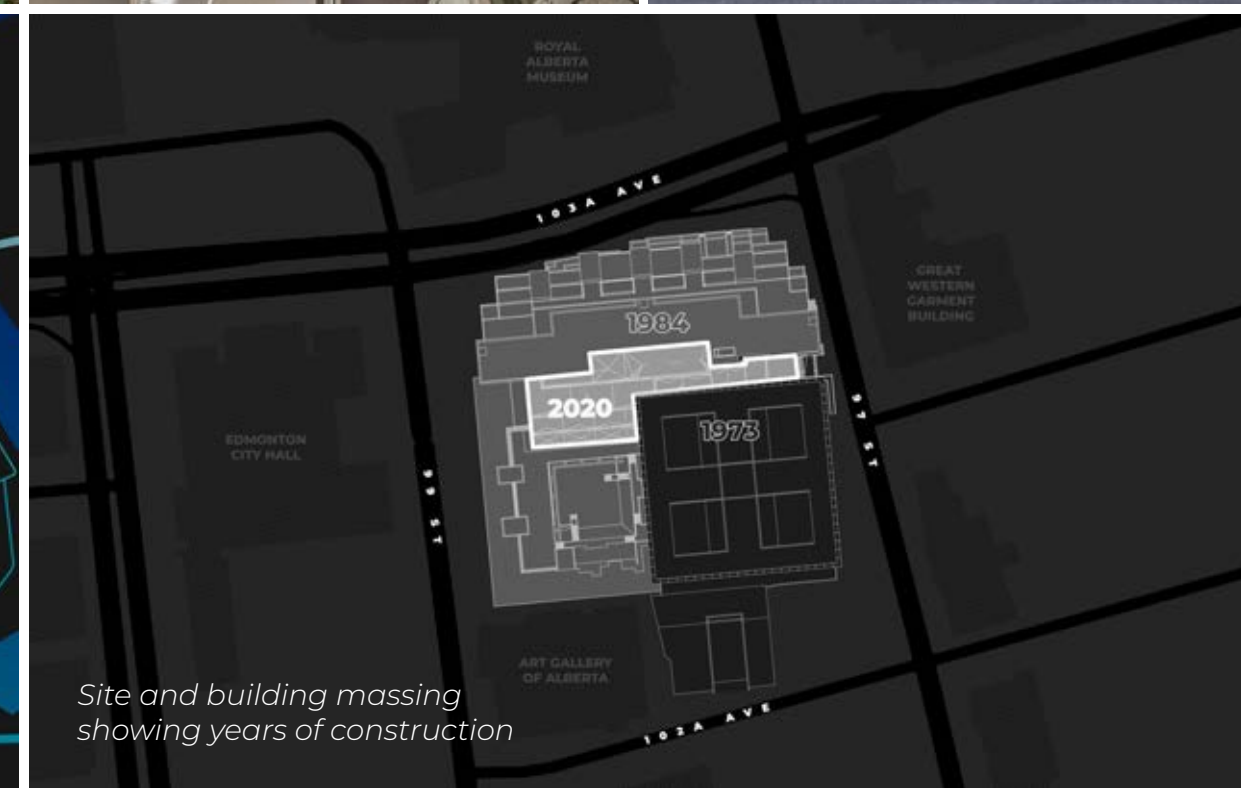 ROYAL
ALBERTA
MUSEUM
103A AVE
GREAT
WESTERN
GARMENT
BUILDING
1984
2020
1973
97 ST
EDMONTON
CITY HALL
99 ST
ART GALLERY
OF ALBERTA
102A AVE
Site and building massing
showing years of construction